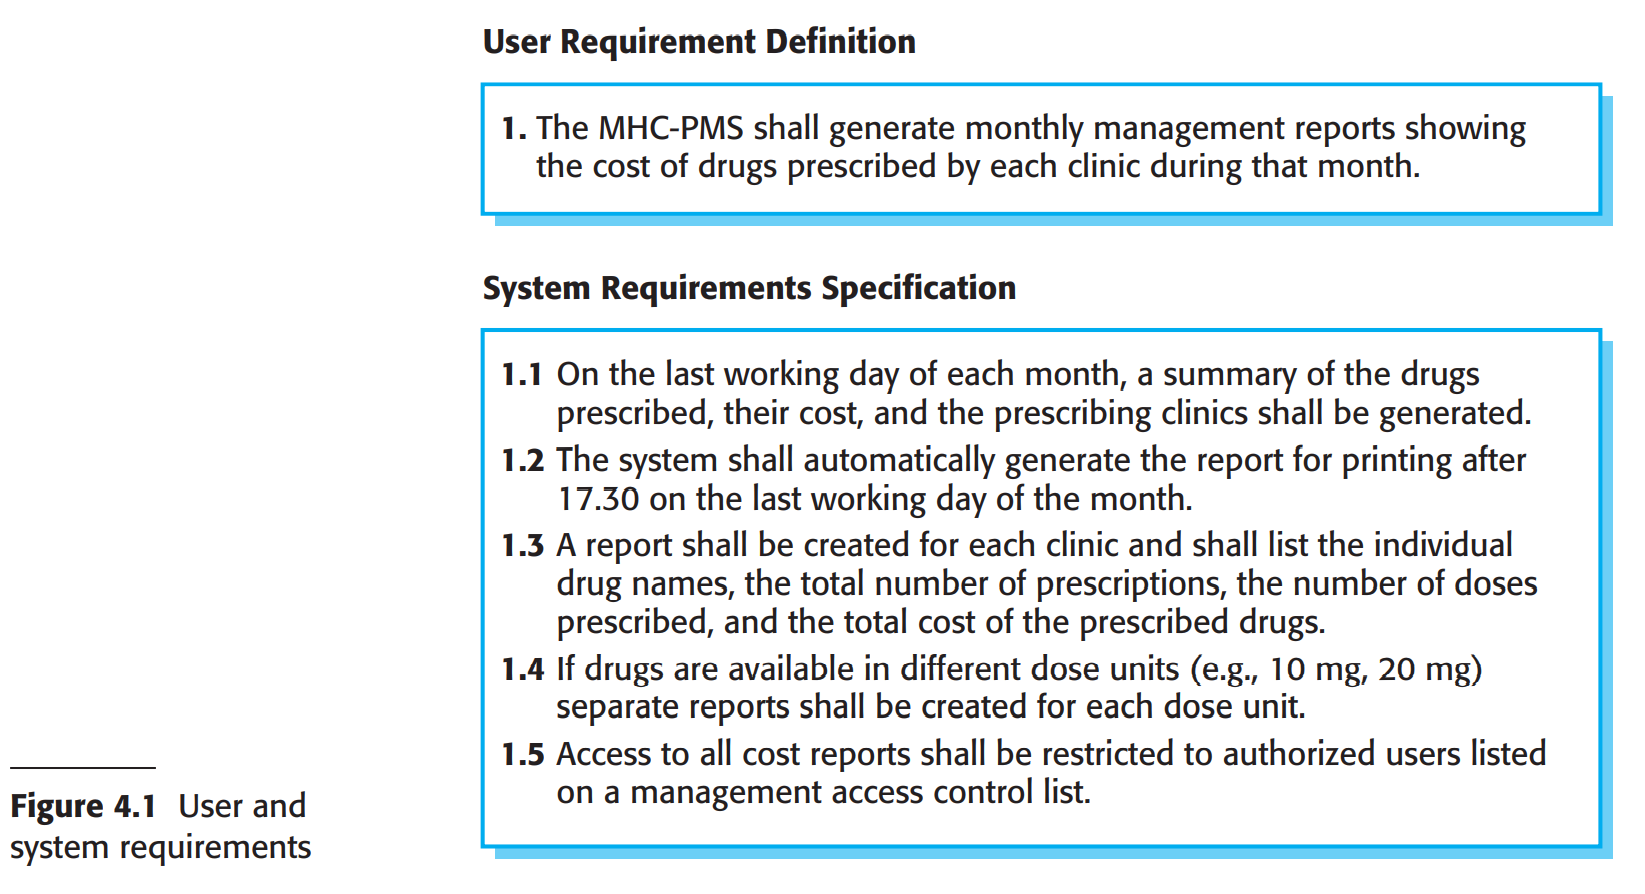 User Requirement Definition
1. The MHC-PMS shall generate monthly management reports showing
the cost of drugs prescribed by each clinic during that month.
System Requirements Specification
1.1 On the last working day of each month, a summary of the drugs
prescribed, their cost, and the prescribing clinics shall be generated.
1.2 The system shall automatically generate the report for printing after
17.30 on the last working day of the month.
1.3 A report shall be created for each clinic and shall list the individual
drug names, the total number of prescriptions, the number of doses
prescribed, and the total cost of the prescribed drugs.
1.4 If drugs are available in different dose units (e.g., 10 mg, 20 mg)
separate reports shall be created for each dose unit.
1.5 Access to all cost reports shall be restricted to authorized users listed
on a management access control list.
Figure 4.1 User and
system requirements